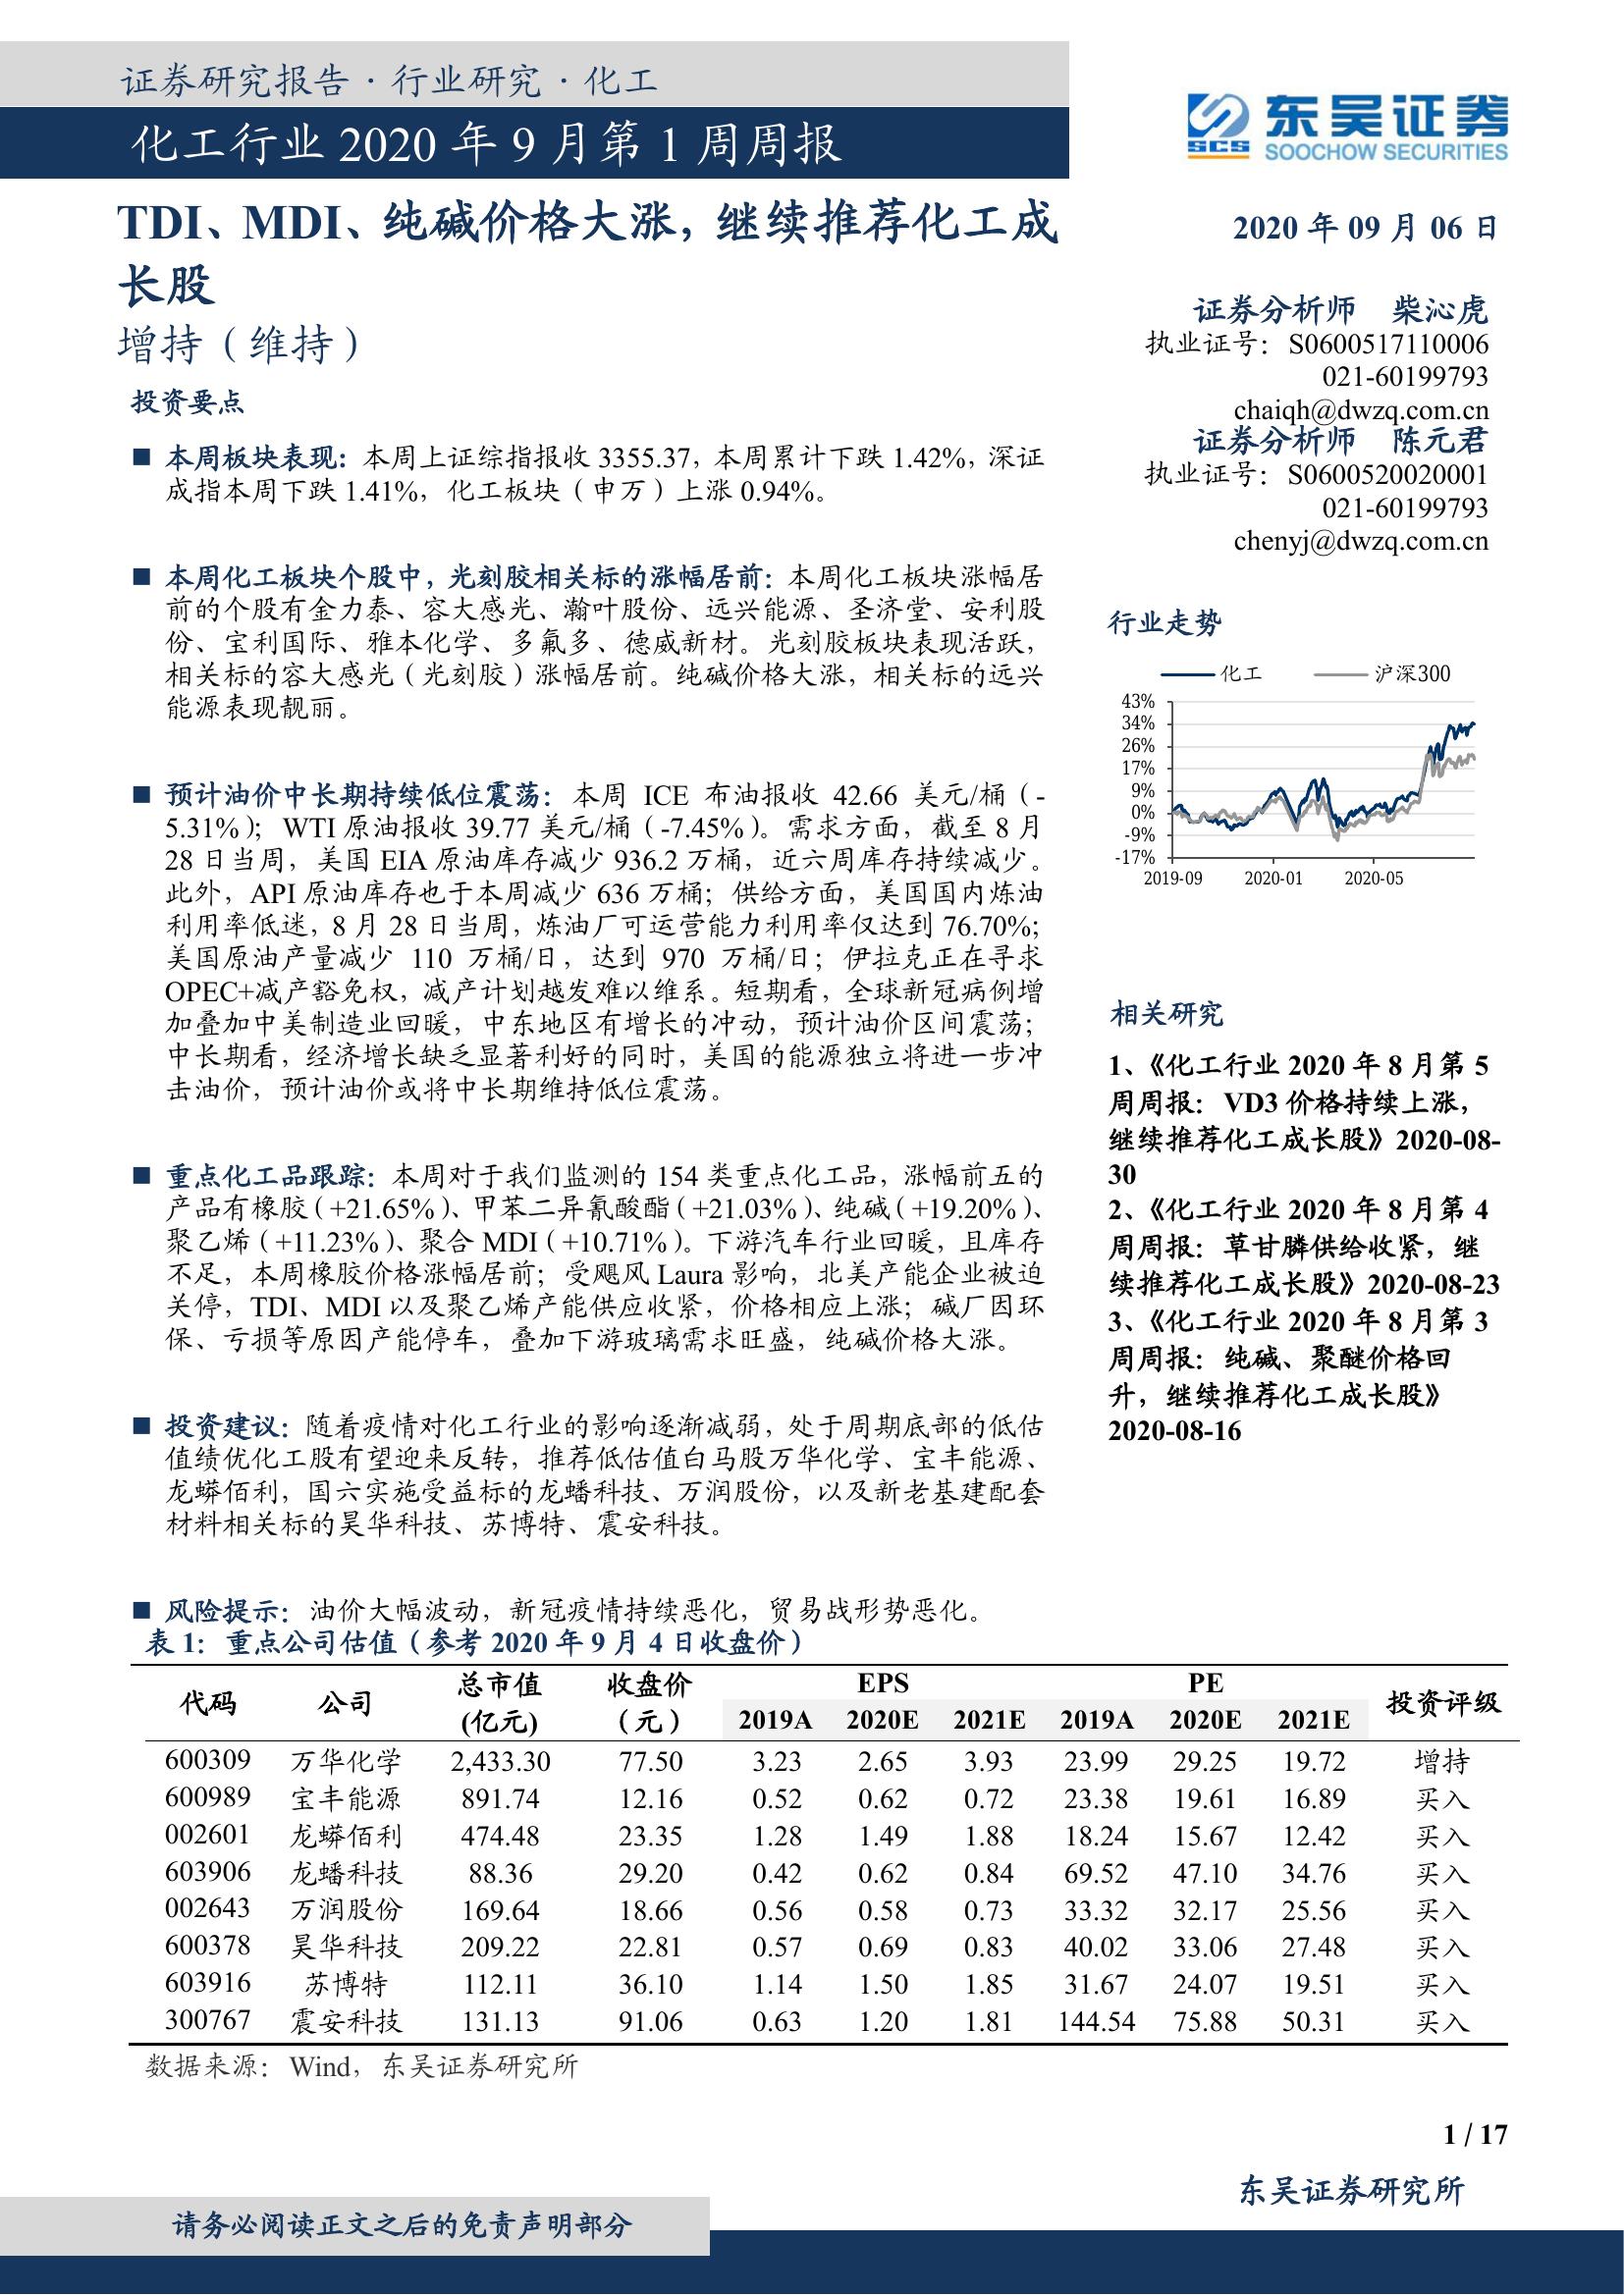 证券研究报告·行业研究·化工
化工行业 2020 年 9 月第 1 周周报
SCS 东吴证券
SOOCHOW SECURITIES
TDI、MDI、纯碱价格大涨，继续推荐化工成
长股
增持（维持）
投资要点
■ 本周板块表现：本周上证综指报收 3355.37，本周累计下跌 1.42%，深证
成指本周下跌 1.41%，化工板块（申万）上涨 0.94%。
■ 本周化工板块个股中，光刻胶相关标的涨幅居前：本周化工板块涨幅居
前的个股有金力泰、容大感光、瀚叶股份、远兴能源、圣济堂、安利股
份、宝利国际、雅本化学、多氟多、德威新材。光刻胶板块表现活跃，
相关标的容大感光（光刻胶）涨幅居前。纯碱价格大涨，相关标的远兴
能源表现靓丽。
■ 预计油价中长期持续低位震荡：本周 ICE 布油报收 42.66 美元/桶（-
5.31%）；WTI 原油报收 39.77 美元/桶（-7.45%）。需求方面，截至 8 月
28 日当周，美国 EIA 原油库存减少 936.2 万桶，近六周库存持续减少。
此外，API 原油库存也于本周减少 636 万桶；供给方面，美国国内炼油
利用率低迷，8 月 28 日当周，炼油厂可运营能力利用率仅达到 76.70%；
美国原油产量减少 110 万桶/日，达到 970 万桶/日；伊拉克正在寻求
OPEC+减产豁免权，减产计划越发难以维系。短期看，全球新冠病例增
加叠加中美制造业回暖，中东地区有增长的冲动，预计油价区间震荡；
中长期看，经济增长缺乏显著利好的同时，美国的能源独立将进一步冲
击油价，预计油价或将中长期维持低位震荡。
■ 重点化工品跟踪：本周对于我们监测的 154 类重点化工品，涨幅前五的
产品有橡胶（+21.65%）、甲苯二异氰酸酯（+21.03%）、纯碱（+19.20%）、
聚乙烯（+11.23%）、聚合 MDI（+10.71%）。下游汽车行业回暖，且库存
不足，本周橡胶价格涨幅居前；受飓风 Laura 影响，北美产能企业被迫
关停，TDI、MDI 以及聚乙烯产能供应收紧，价格相应上涨；碱厂因环
保、亏损等原因产能停车，叠加下游玻璃需求旺盛，纯碱价格大涨。
■ 投资建议：随着疫情对化工行业的影响逐渐减弱，处于周期底部的低估
值绩优化工股有望迎来反转，推荐低估值白马股万华化学、宝丰能源、
龙蟒佰利，国六实施受益标的龙蟠科技、万润股份，以及新老基建配套
材料相关标的昊华科技、苏博特、震安科技。
■ 风险提示：油价大幅波动，新冠疫情持续恶化，贸易战形势恶化。
2020 年 09 月 06 日
证券分析师 柴沁虎
执业证号：S0600517110006
021-60199793
chaiqh@dwzq.com.cn
证券分析师 陈元君
执业证号：S0600520020001
021-60199793
chenyj@dwzq.com.cn
行业走势
化工 沪深300
43%
34%
26%
17%
9%
0%
-9%
-17%
2019-09 2020-01 2020-05
相关研究
1、《化工行业 2020 年 8 月第 5
周周报：VD3 价格持续上涨，
继续推荐化工成长股》2020-08-
30
2、《化工行业 2020 年 8 月第 4
周周报：草甘膦供给收紧，继
续推荐化工成长股》2020-08-23
3、《化工行业 2020 年 8 月第 3
周周报：纯碱、聚醚价格回
升，继续推荐化工成长股》
2020-08-16
表 1：重点公司估值（参考 2020 年 9 月 4 日收盘价）
代码 公司 总市值 (亿元) 收盘价 （元） EPS PE 投资评级
2019A 2020E 2021E 2019A 2020E 2021E
600309 万华化学 2,433.30 77.50 3.23 2.65 3.93 23.99 29.25 19.72 增持
600989 宝丰能源 891.74 12.16 0.52 0.62 0.72 23.38 19.61 16.89 买入
002601 龙蟒佰利 474.48 23.35 1.28 1.49 1.88 18.24 15.67 12.42 买入
603906 龙蟠科技 88.36 29.20 0.42 0.62 0.84 69.52 47.10 34.76 买入
002643 万润股份 169.64 18.66 0.56 0.58 0.73 33.32 32.17 25.56 买入
600378 昊华科技 209.22 22.81 0.57 0.69 0.83 40.02 33.06 27.48 买入
603916 苏博特 112.11 36.10 1.14 1.50 1.85 31.67 24.07 19.51 买入
300767 震安科技 131.13 91.06 0.63 1.20 1.81 144.54 75.88 50.31 买入
数据来源：Wind，东吴证券研究所
1 / 17
东吴证券研究所
请务必阅读正文之后的免责声明部分